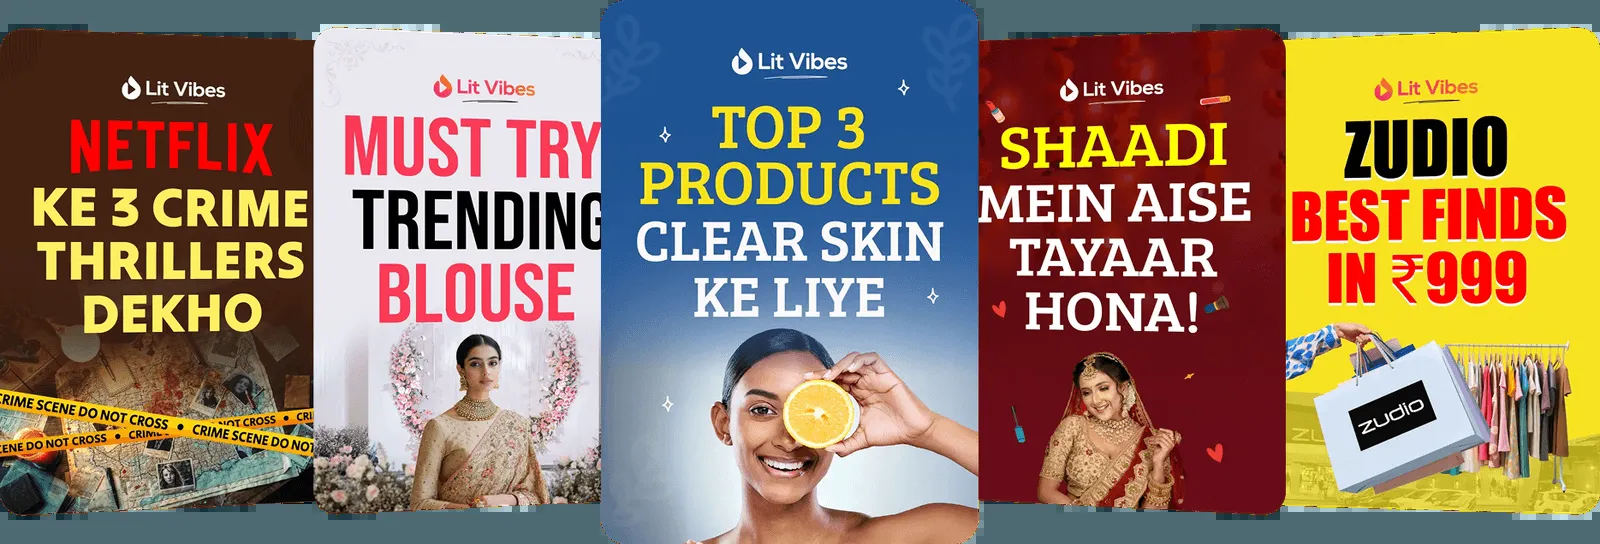 Lit Vibes
NETFLIX
KE 3 CRIME
THRILLERS
DEKHO
CRIME SCENE DO NOT CROSS • CRI
ENE DO NOT CROSS • CRIME SCENE DO NOT
Lit Vibes
MUST TRY
TRENDING
BLOUSE
Lit Vibes
TOP 3
PRODUCTS
CLEAR SKIN
KE LIYE
Lit Vibes
SHAADI
MEIN AISE
TAYAAR
HONA!
Lit Vibes
ZUDIO
BEST FINDS
IN ₹999
zudio